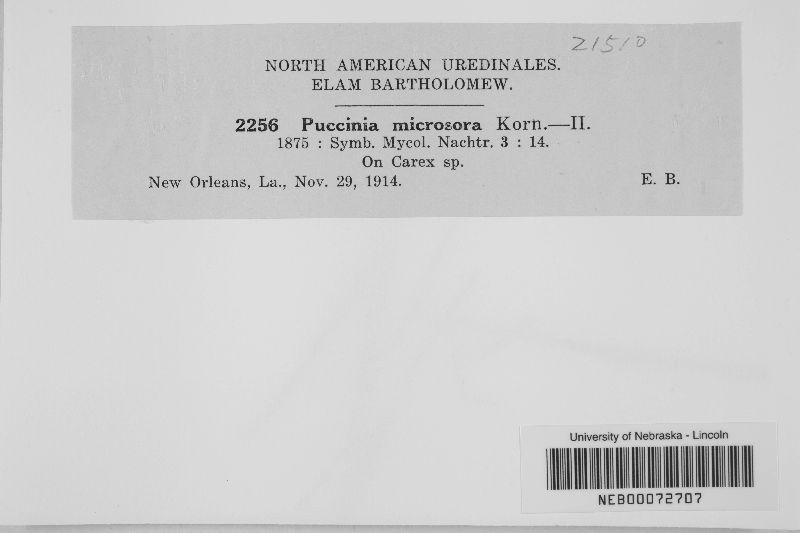 21510
NORTH AMERICAN UREDINALES.
ELAM BARTHOLOMEW.
2256 Puccinia microsora Korn.—II.
1875 : Symb. Mycol. Nachtr. 3 : 14.
On Carex sp.
New Orleans, La., Nov. 29, 1914. E. B.
University of Nebraska - Lincoln
NEB00072707